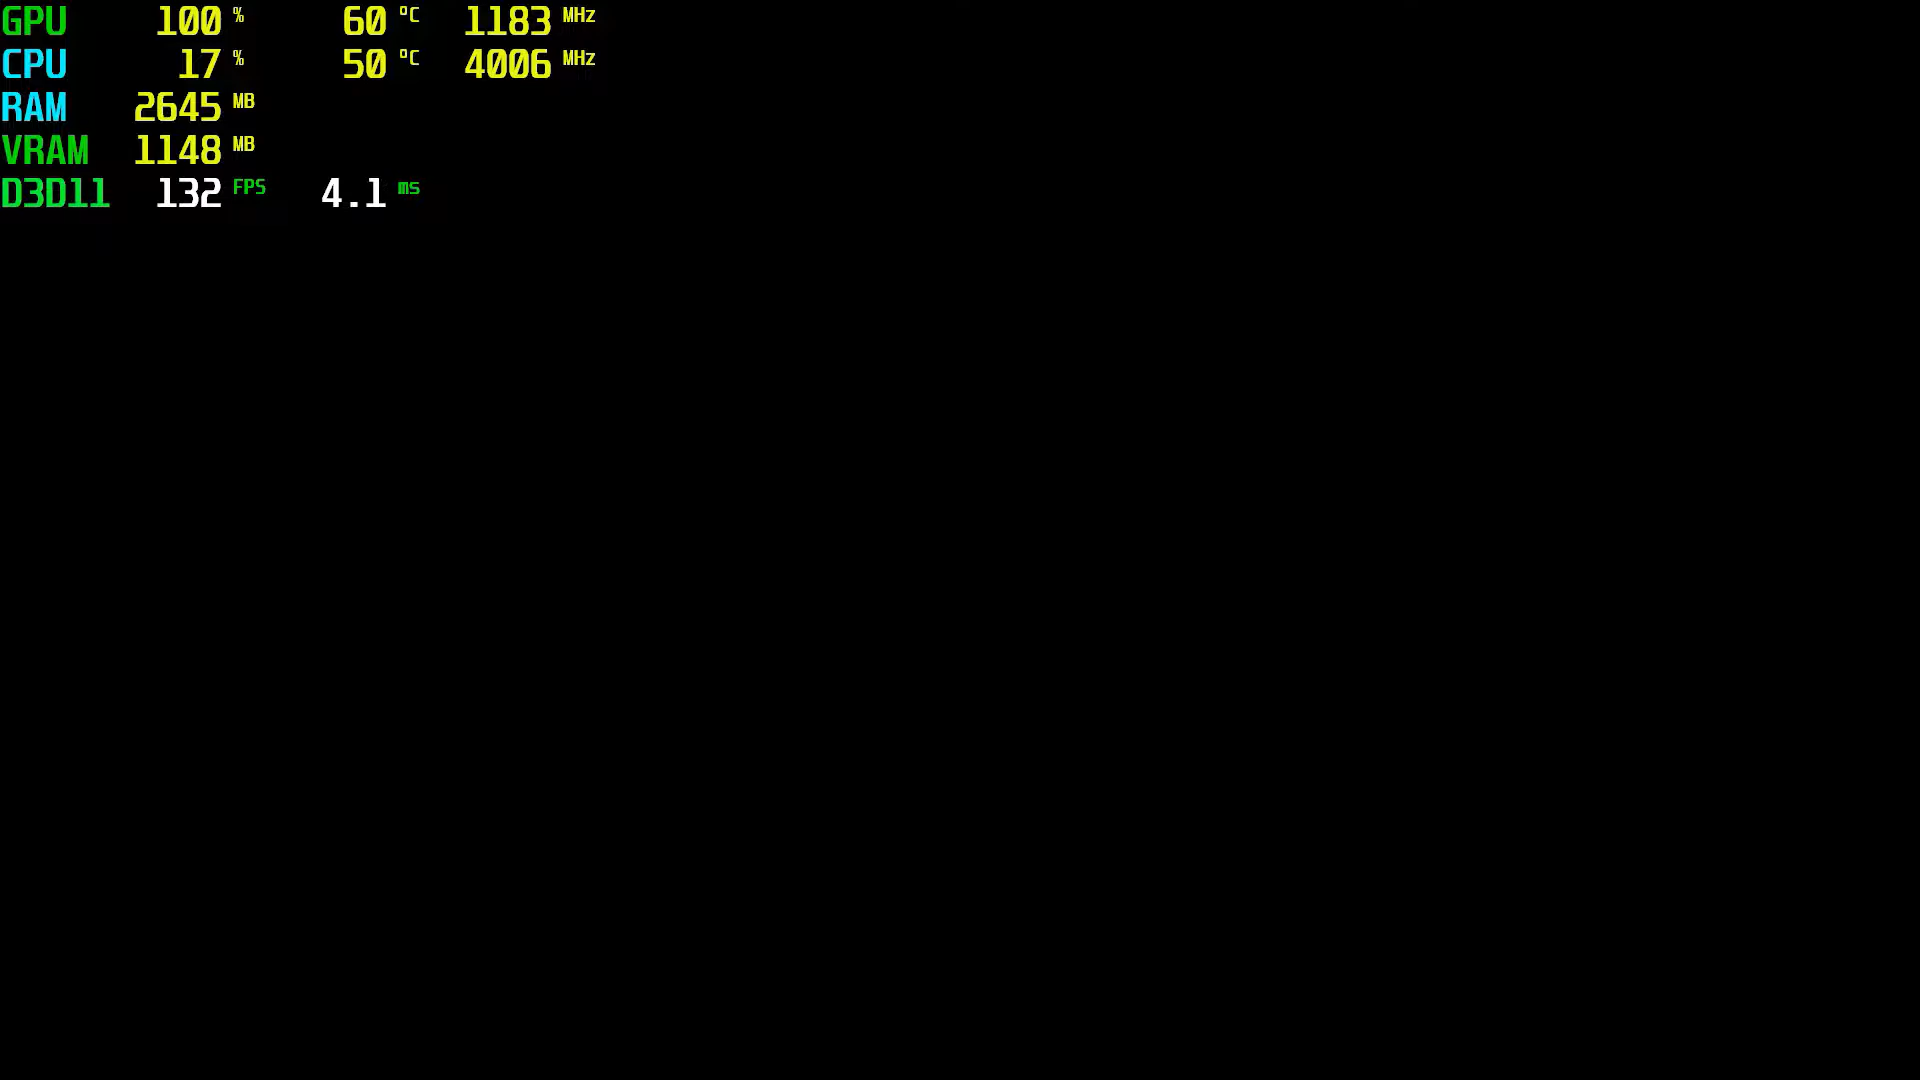 GPU 100 % 60 °C 1183 MHz
CPU 17 % 50 °C 4006 MHz
RAM 2645 MB
VRAM 1148 MB
D3D11 132 FPS 4.1 ms